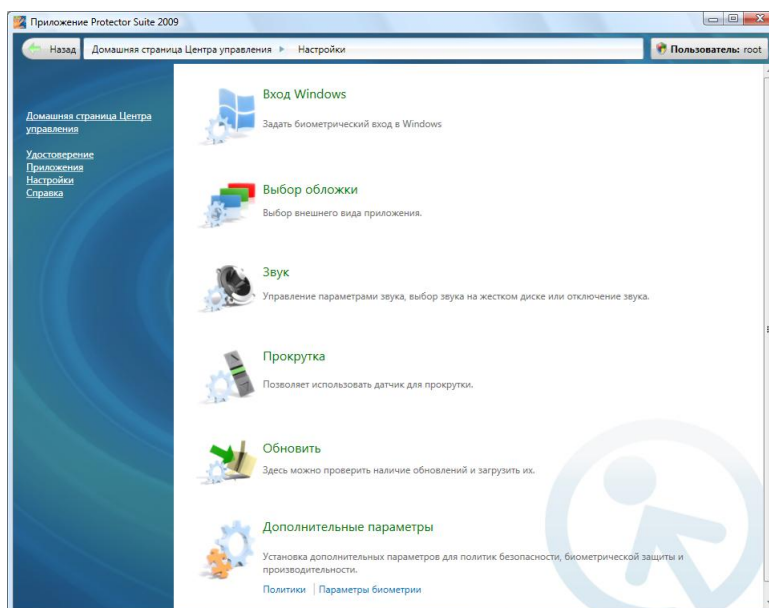 Приложение Protector Suite 2009
Назад
Домашняя страница Центра управления
Настройки
Пользователь: root
Домашняя страница Центра
управления
Удостоверение
Приложения
Настройки
Справка
Вход Windows
Задать биометрический вход в Windows
Выбор обложки
Выбор внешнего вида приложения.
Звук
Управление параметрами звука, выбор звука на жестком диске или отключение звука.
Прокрутка
Позволяет использовать датчик для прокрутки.
Обновить
Здесь можно проверить наличие обновлений и загрузить их.
Дополнительные параметры
Установка дополнительных параметров для политик безопасности, биометрической защиты и
производительности.
Политики | Параметры биометрии